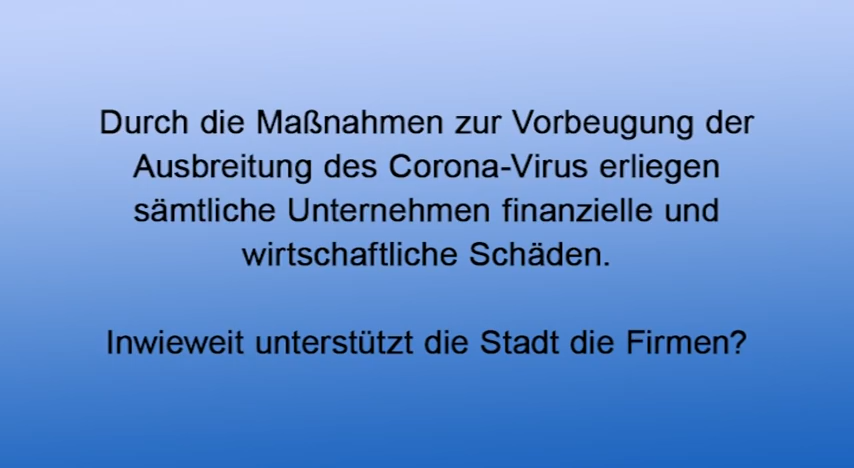 Durch die Maßnahmen zur Vorbeugung der
Ausbreitung des Corona-Virus erliegen
sämtliche Unternehmen finanzielle und
wirtschaftliche Schäden.
Inwieweit unterstützt die Stadt die Firmen?